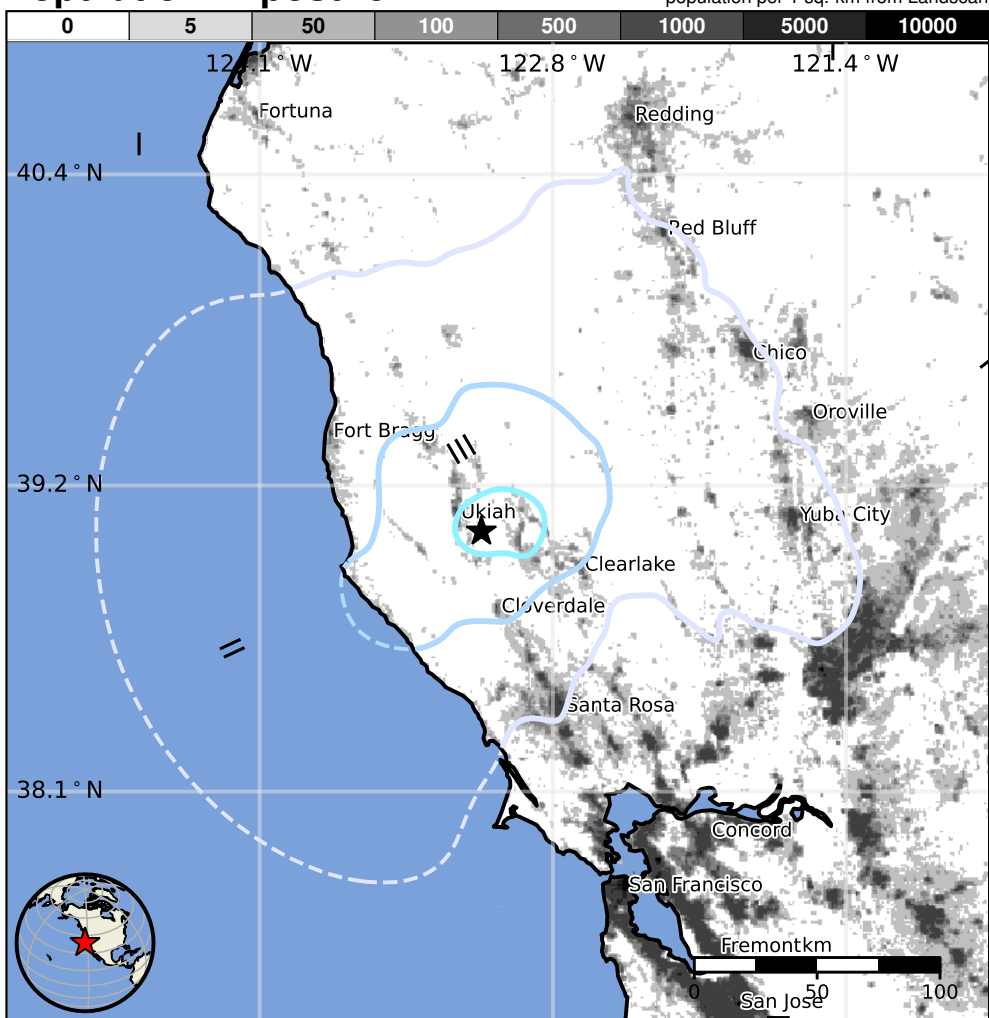 population per 1 sq. km from Landscan
0 5 50 100 500 1000 5000 10000
124.1°W 122.8°W 121.4°W
Fortuna
Redding
I
40.4°N
Red Bluff
Chico
Oroville
Fort Bragg
III
39.2°N
Ukiah
Yuba City
Clearlake
Cloverdale
II
Santa Rosa
38.1°N
Concord
San Francisco
Fremont
km
0 50 100
San Jose